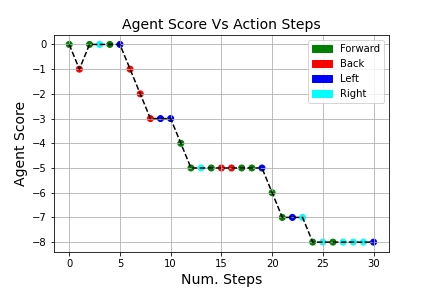 Agent Score Vs Action Steps
Agent Score
0
−1
−2
−3
−4
−5
−6
−7
−8
Forward
Back
Left
Right
0 5 10 15 20 25 30
Num. Steps